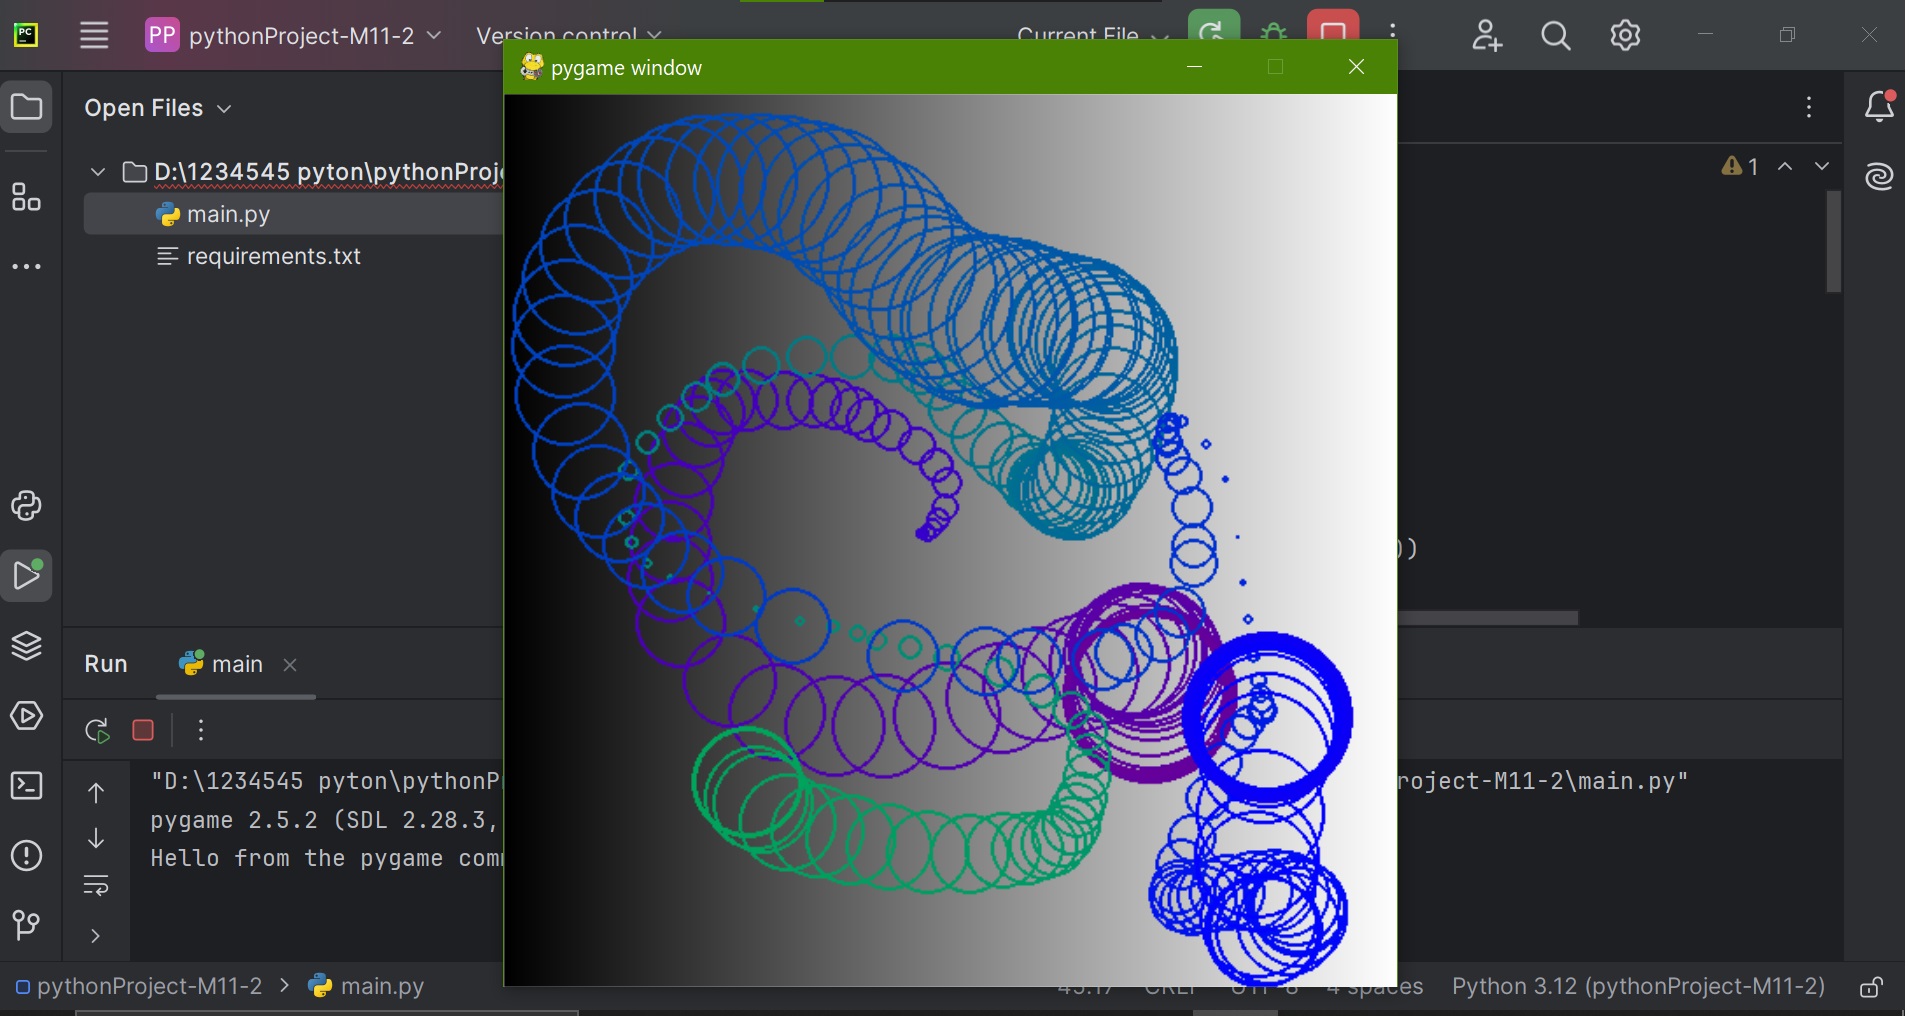 PC
PP pythonProject-M11-2
Version control
Current File
pygame window
Open Files
D:\1234545 pyton\pythonProj
main.py
requirements.txt
1
))
Run
main
"D:\1234545 pyton\pythonP
roject-M11-2\main.py"
pygame 2.5.2 (SDL 2.28.3,
Hello from the pygame com
pythonProject-M11-2 > main.py
CRLF
UTF-8
4 spaces
Python 3.12 (pythonProject-M11-2)